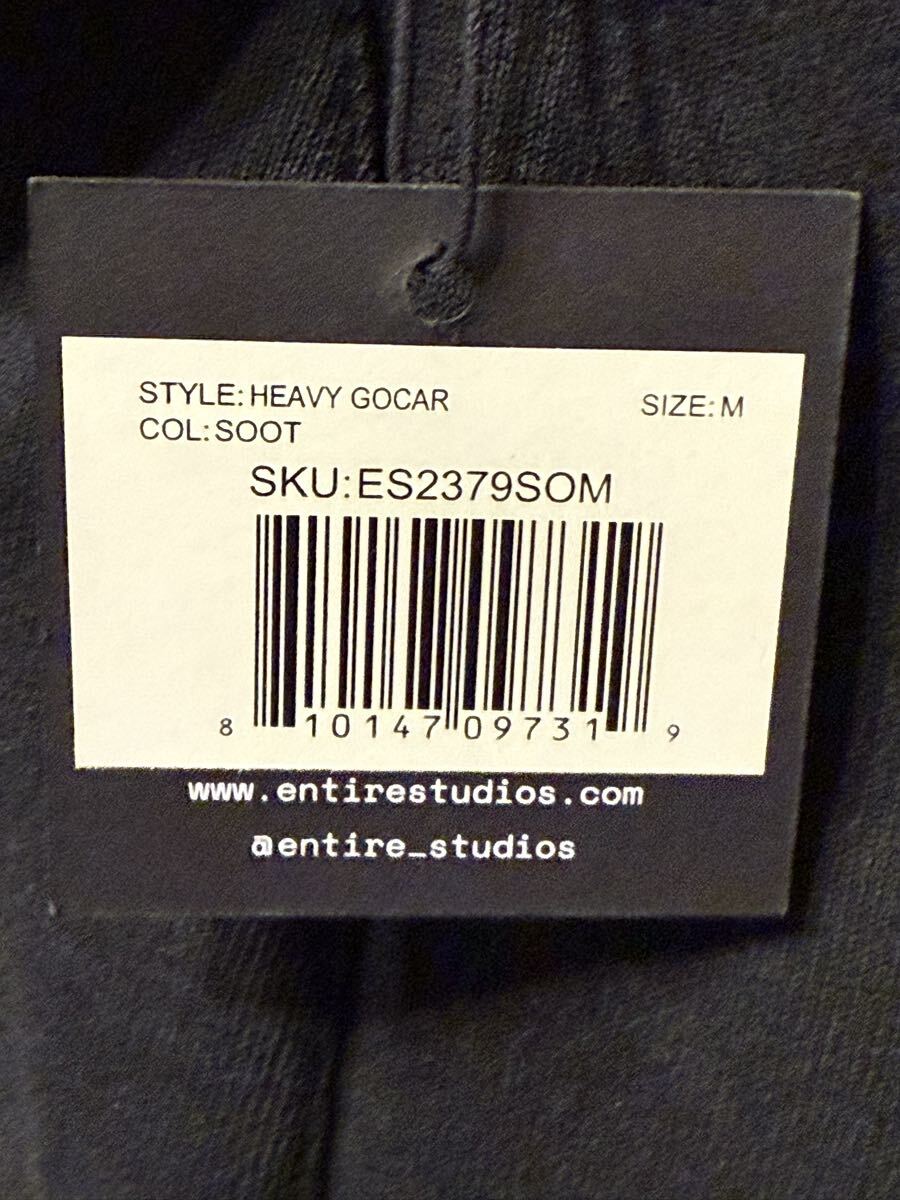 STYLE: HEAVY GOCAR
SIZE: M
COL: SOOT
SKU: ES2379SOM
8 10147 09731 9
www.entirestudios.com
@entire_studios